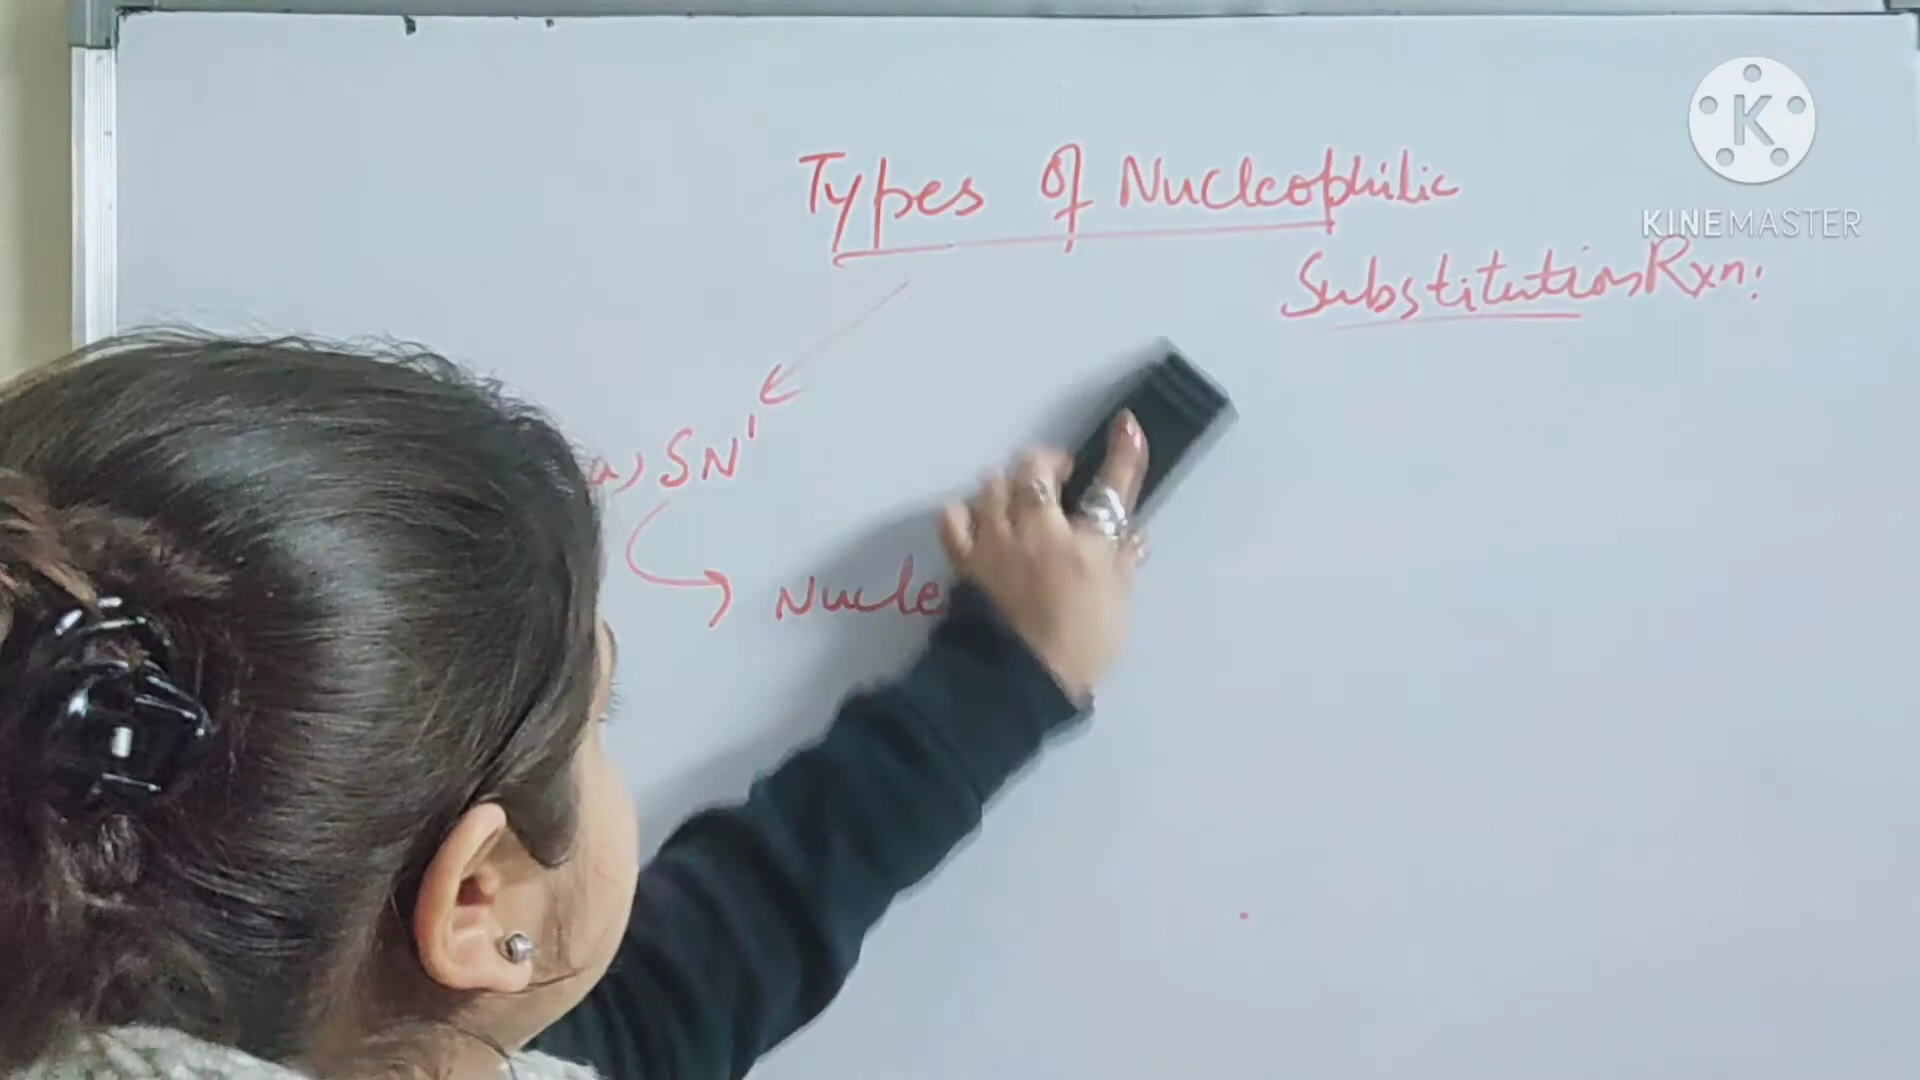 Types of Nucleophilic
Substitution Rxn:
a) SN¹
Nucle
K
KINEMASTER